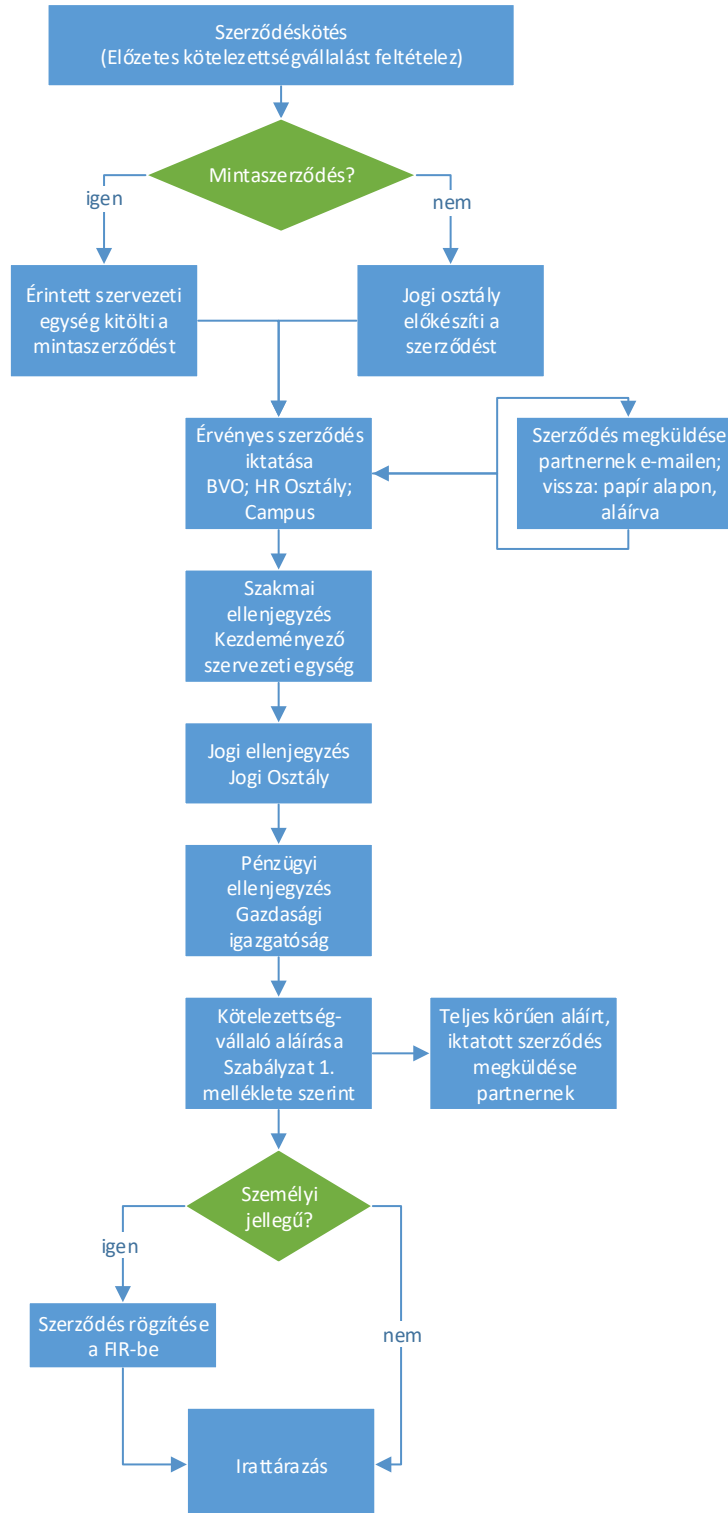 Szerződéskötés
(Előzetes kötelezettségvállalást feltételez)
Mintaszerződés?
igen
nem
Érintett szervezeti
egység kitölti a
mintaszerződést
Jogi osztály
előkészíti a
szerződést
Érvényes szerződés
iktatása
BVO; HR Osztály;
Campus
Szerződés megküldése
partnernek e-mailen;
vissza: papír alapon,
aláírva
Szakmai
ellenjegyzés
Kezdeményező
szervezeti egység
Jogi ellenjegyzés
Jogi Osztály
Pénzügyi
ellenjegyzés
Gazdasági
igazgatóság
Kötelezettség-
vállaló aláírása
Szabályzat 1.
melléklete szerint
Teljes körűen aláírt,
iktatott szerződés
megküldése
partnernek
Személyi
jellegű?
igen
nem
Szerződés rögzítése
a FIR-be
Irattárazás